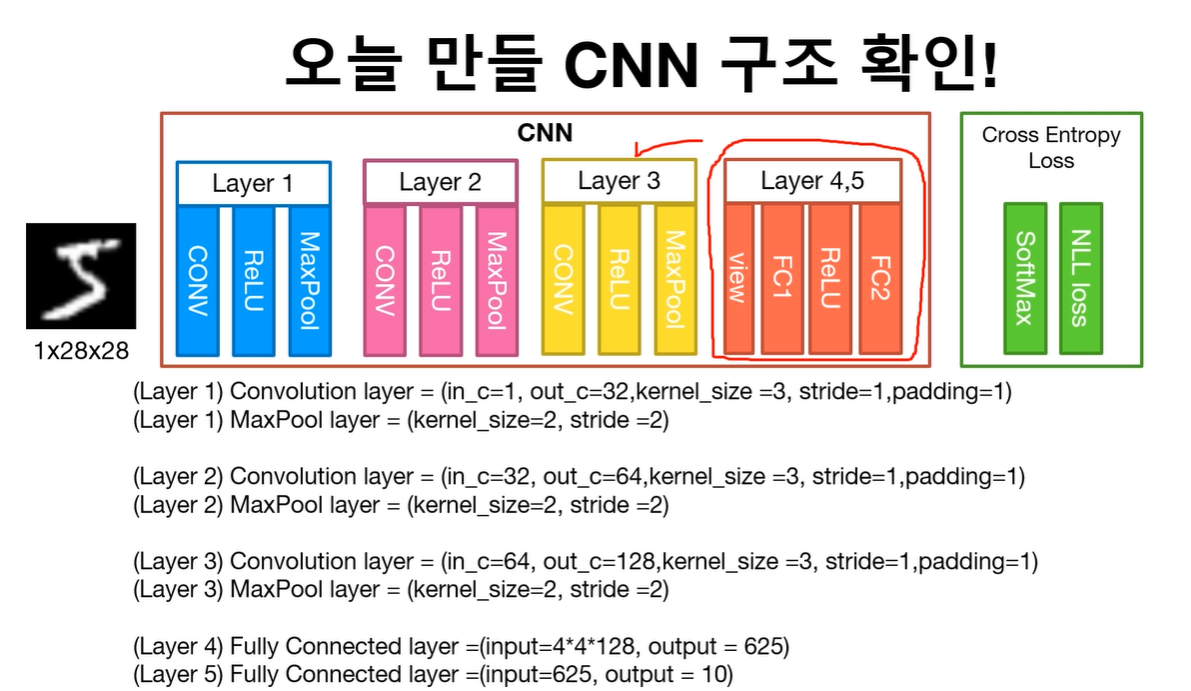 오늘 만들 CNN 구조 확인!
CNN
Cross Entropy
Loss
Layer 1
Layer 2
Layer 3
Layer 4,5
CONV
ReLU
MaxPool
CONV
ReLU
MaxPool
CONV
ReLU
MaxPool
view
FC1
ReLU
FC2
SoftMax
NLL loss
1x28x28
(Layer 1) Convolution layer = (in_c=1, out_c=32,kernel_size =3, stride=1,padding=1)
(Layer 1) MaxPool layer = (kernel_size=2, stride =2)
(Layer 2) Convolution layer = (in_c=32, out_c=64,kernel_size =3, stride=1,padding=1)
(Layer 2) MaxPool layer = (kernel_size=2, stride =2)
(Layer 3) Convolution layer = (in_c=64, out_c=128,kernel_size =3, stride=1,padding=1)
(Layer 3) MaxPool layer = (kernel_size=2, stride =2)
(Layer 4) Fully Connected layer =(input=4*4*128, output = 625)
(Layer 5) Fully Connected layer =(input=625, output = 10)